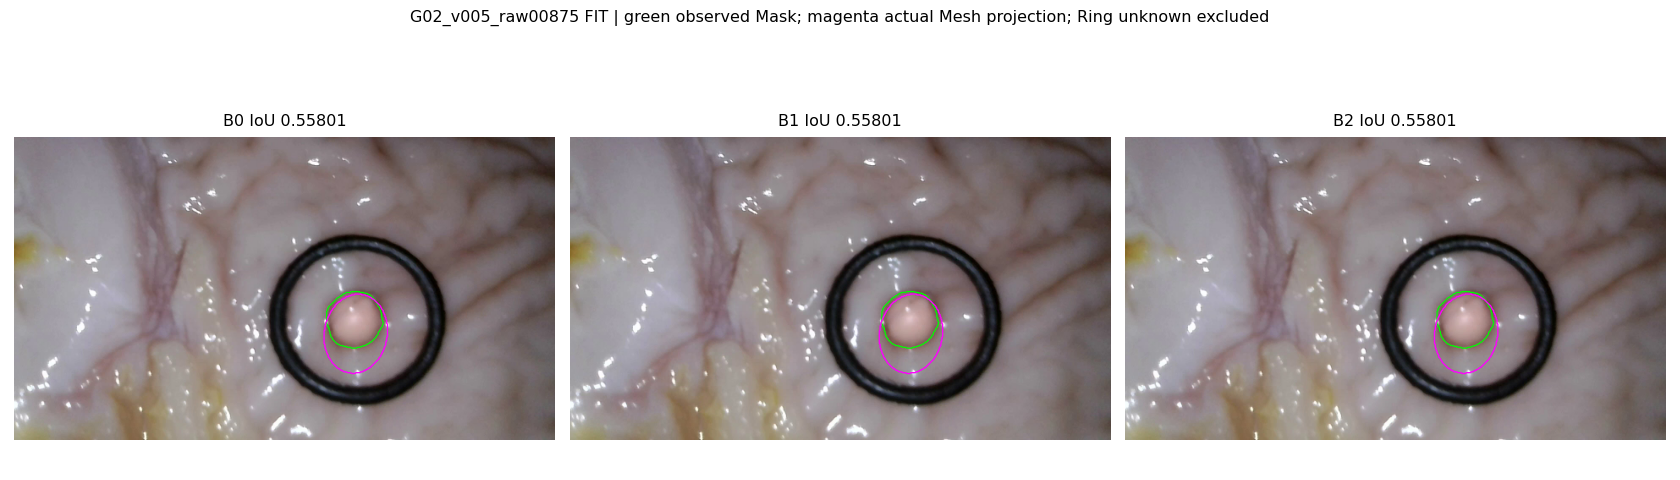 G02_v005_raw00875 FIT | green observed Mask; magenta actual Mesh projection; Ring unknown excluded
B0 IoU 0.55801
B1 IoU 0.55801
B2 IoU 0.55801